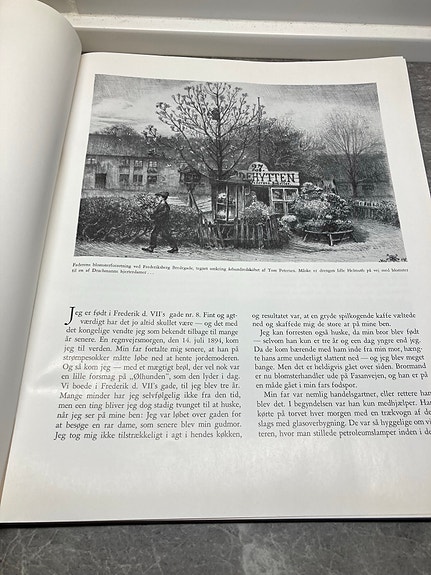 27
DEHYTTEN
Faderens blomsterforretning ved Frederiksberg Bredgade, tegnet omkring århundredskiftet af Tom Petersen. Måske er drengen lille Helmuth på vej med blomster
til en af Drachmanns hjertedamer...
Jeg er født i Frederik d. VII's gade nr. 8. Fint og agt-
værdigt har det jo altid skullet være — og det med
det kongelige vendte jeg som bekendt tilbage til mange
år senere. En regnvejrsmorgen, den 14. juli 1894, kom
jeg til verden. Min far fortalte mig senere, at han på
strømpesokker måtte løbe ned at hente jordemoderen.
Og så kom jeg — med et mægtigt brøl, der vel nok var
en lille forsmag på „Ølhunden", som den lyder i dag.
Vi boede i Frederik d. VII's gade, til jeg blev tre år.
Mange minder har jeg selvfølgelig ikke fra den tid,
men een ting bliver jeg dog stadig tvunget til at huske,
når jeg ser på mine ben: Jeg var løbet over gaden for
at besøge en rar dame, som senere blev min gudmor.
Jeg tog mig ikke tilstrækkeligt i agt i hendes køkken,
og resultatet var, at en gryde spilkogende kaffe væltede
ned og skaffede mig de store ar på mine ben.
Jeg kan forresten også huske, da min bror blev født
— selvom han kun er tre år og een dag yngre end jeg.
Da de kom bærende med ham inde fra min mor, hæng-
te hans arme underligt slattent ned — og jeg blev meget
bange. Men det er heldigvis gået over siden. Brormand
er nu blomsterhandler ude på Fasanvejen, og han er på
en måde gået i min fars fodspor.
Min far var nemlig handelsgartner, eller rettere han
blev det. I begyndelsen var han kun medhjælper. Han
kørte på torvet hver morgen med en trækvogn af den
slags med glasoverbygning. De var så hyggelige om
teren, hvor man stillede petroleumslamper inden i de